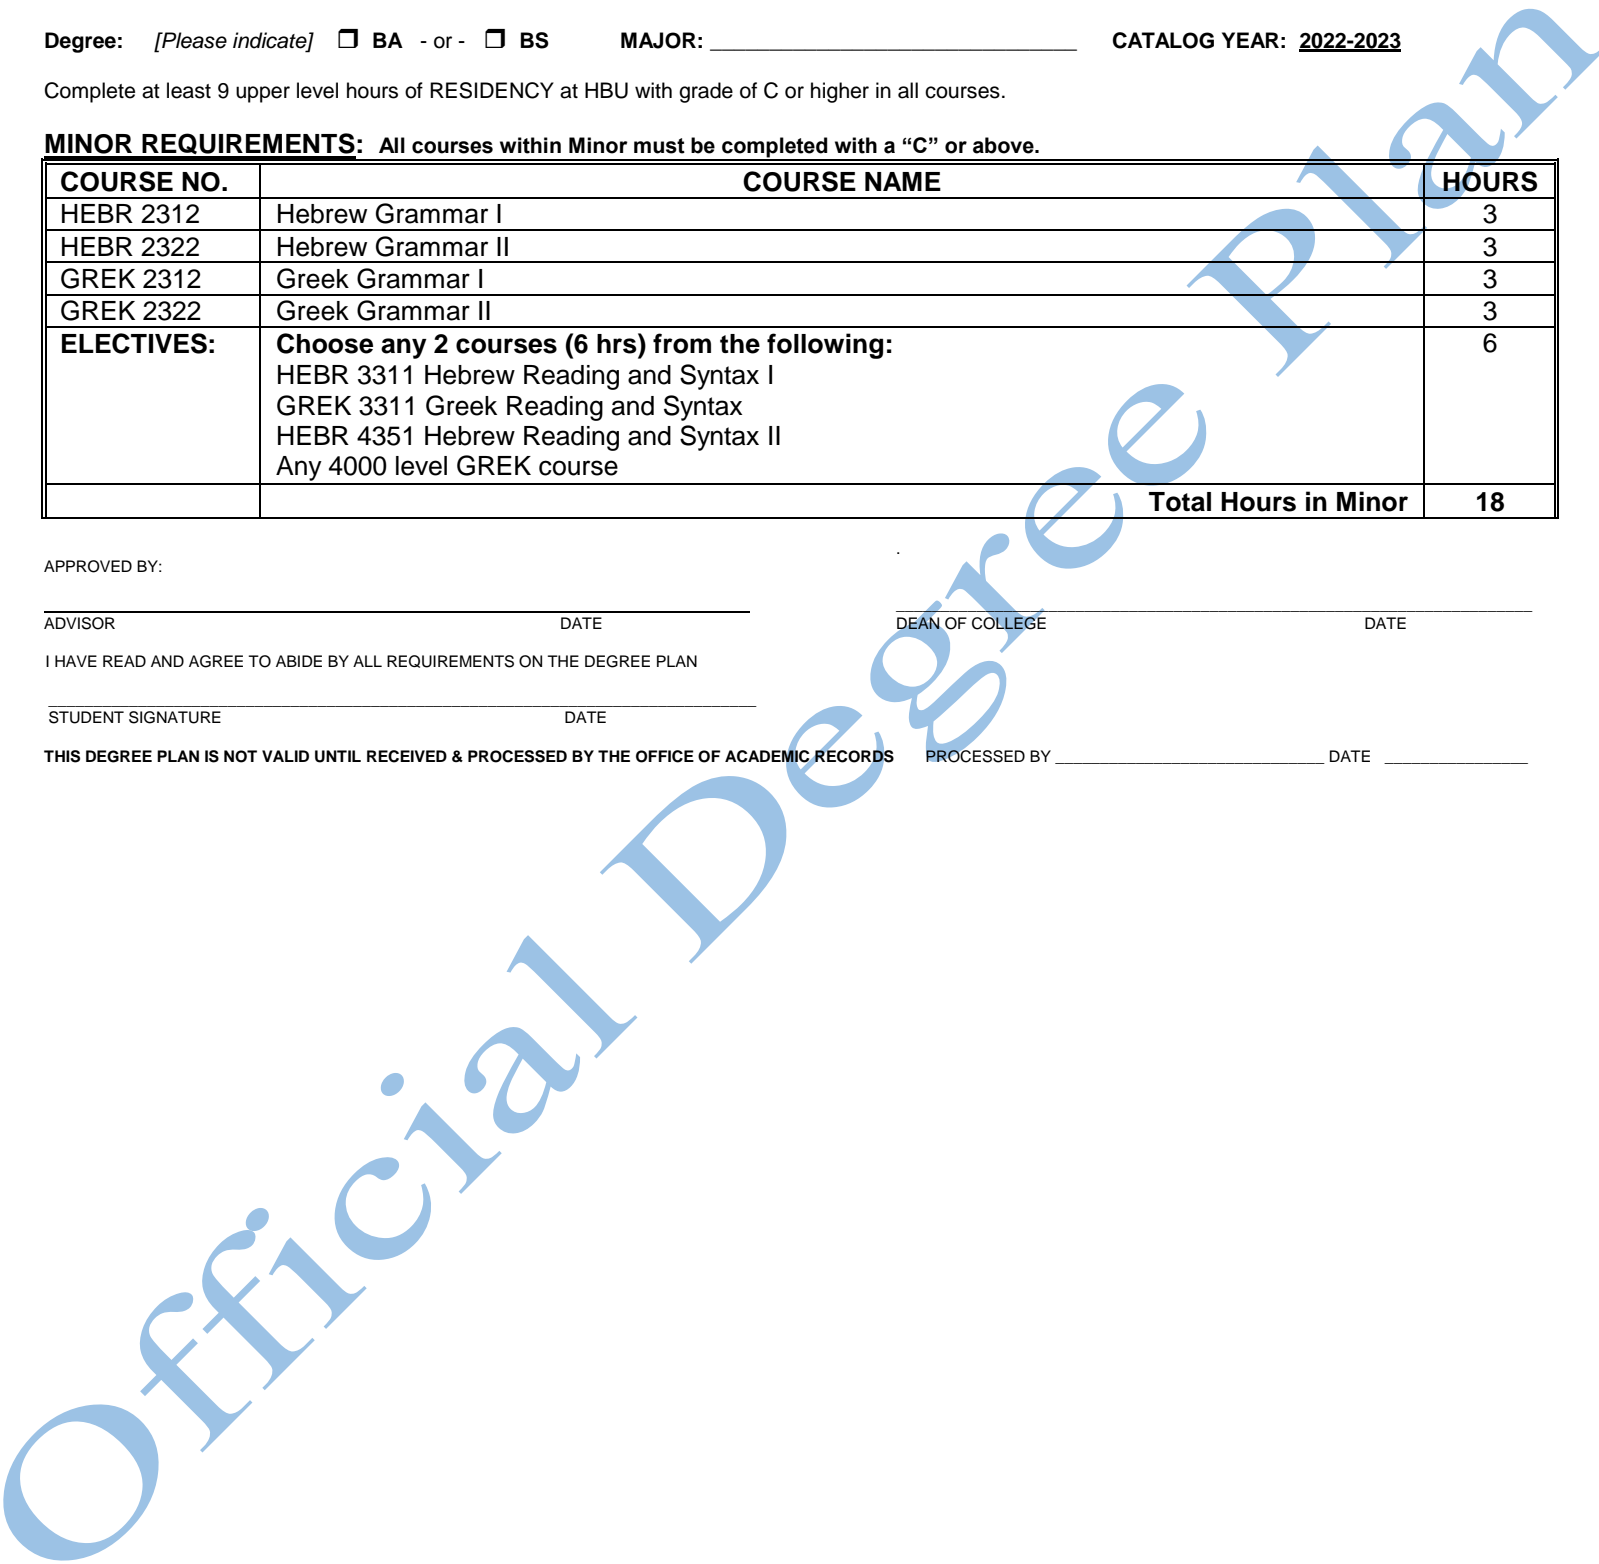 Degree: [Please indicate] ❒ BA - or - ❒ BS MAJOR: ____________________________ CATALOG YEAR: 2022-2023
Complete at least 9 upper level hours of RESIDENCY at HBU with grade of C or higher in all courses.
MINOR REQUIREMENTS: All courses within Minor must be completed with a “C” or above.
COURSE NO. COURSE NAME HOURS
HEBR 2312 Hebrew Grammar I 3
HEBR 2322 Hebrew Grammar II 3
GREK 2312 Greek Grammar I 3
GREK 2322 Greek Grammar II 3
ELECTIVES: Choose any 2 courses (6 hrs) from the following: 6
HEBR 3311 Hebrew Reading and Syntax I
GREK 3311 Greek Reading and Syntax
HEBR 4351 Hebrew Reading and Syntax II
Any 4000 level GREK course
Total Hours in Minor 18
.
APPROVED BY:
ADVISOR DATE DEAN OF COLLEGE DATE
I HAVE READ AND AGREE TO ABIDE BY ALL REQUIREMENTS ON THE DEGREE PLAN
STUDENT SIGNATURE DATE
THIS DEGREE PLAN IS NOT VALID UNTIL RECEIVED & PROCESSED BY THE OFFICE OF ACADEMIC RECORDS PROCESSED BY ______________________________ DATE ________________
Official Degree Plan